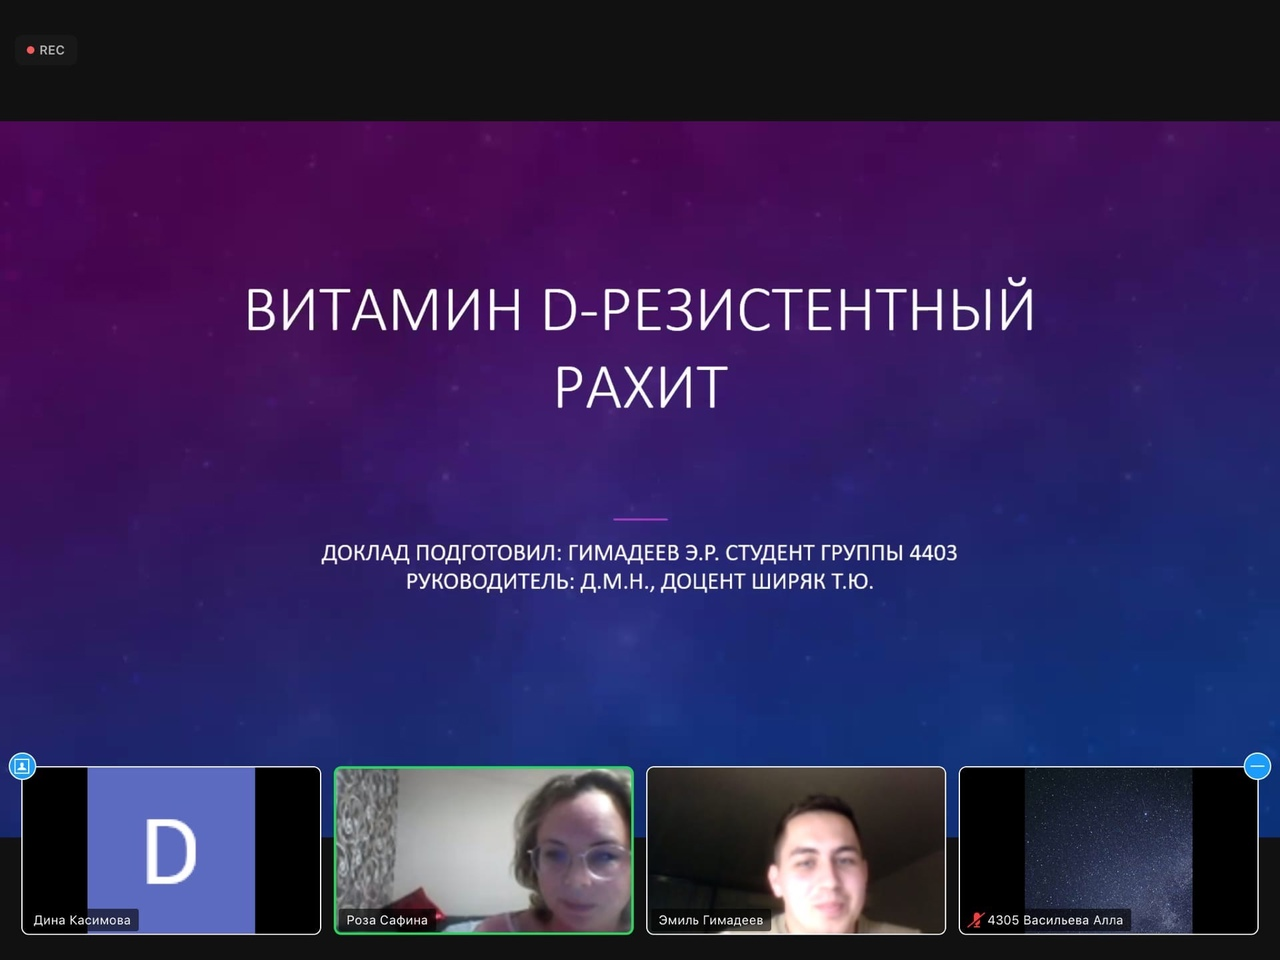 REC
ВИТАМИН D-РЕЗИСТЕНТНЫЙ
РАХИТ
ДОКЛАД ПОДГОТОВИЛ: ГИМАДЕЕВ Э.Р. СТУДЕНТ ГРУППЫ 4403
РУКОВОДИТЕЛЬ: Д.М.Н., ДОЦЕНТ ШИРЯК Т.Ю.
D
Дина Касимова
Роза Сафина
Эмиль Гимадеев
4305 Васильева Алла